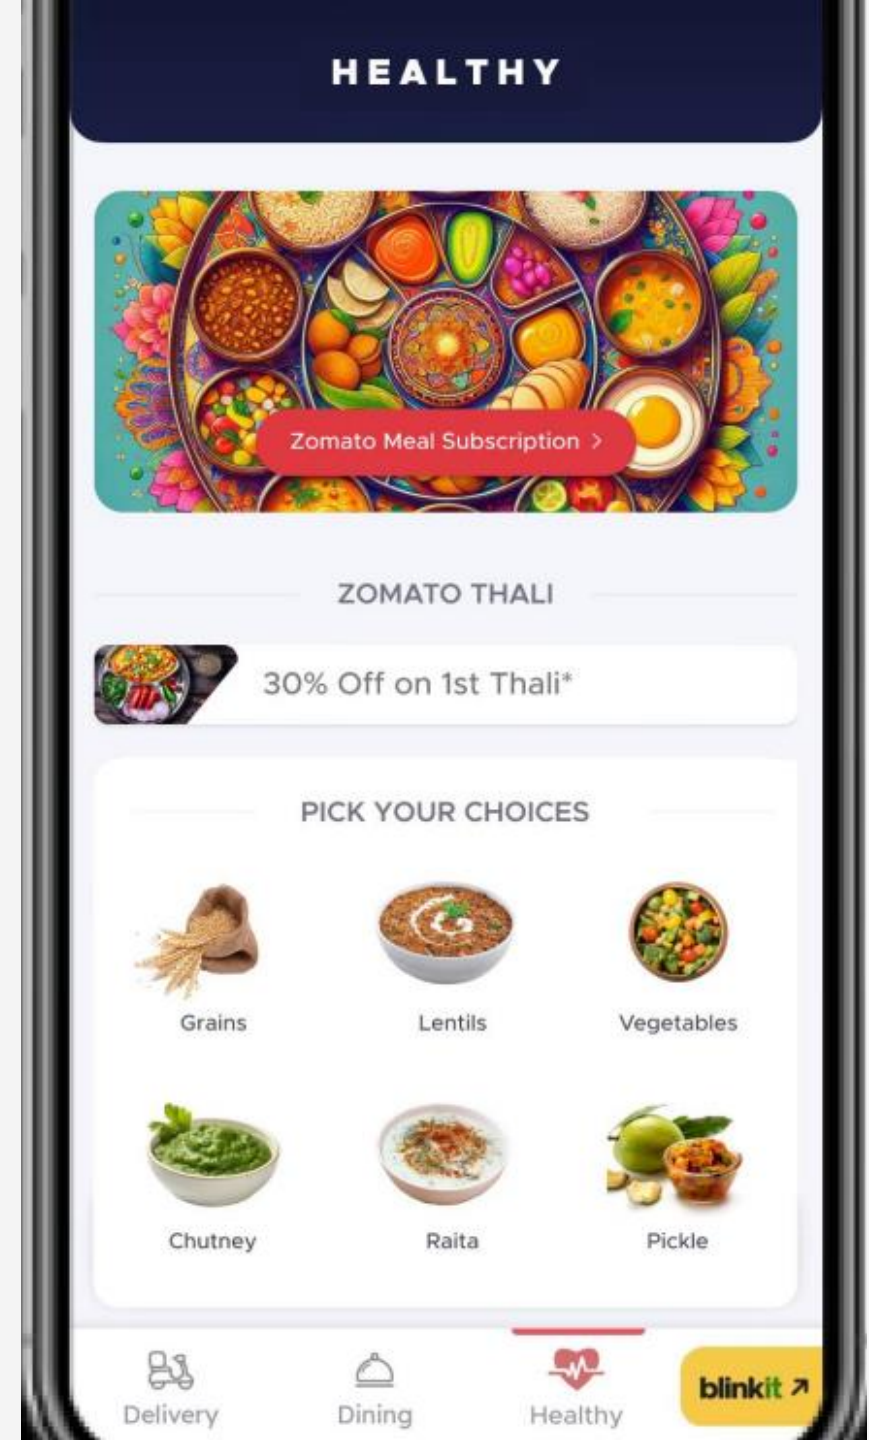 HEALTHY
Zomato Meal Subscription >
ZOMATO THALI
30% Off on 1st Thali*
PICK YOUR CHOICES
Grains Lentils Vegetables
Chutney Raita Pickle
Delivery Dining Healthy blinkit ↗